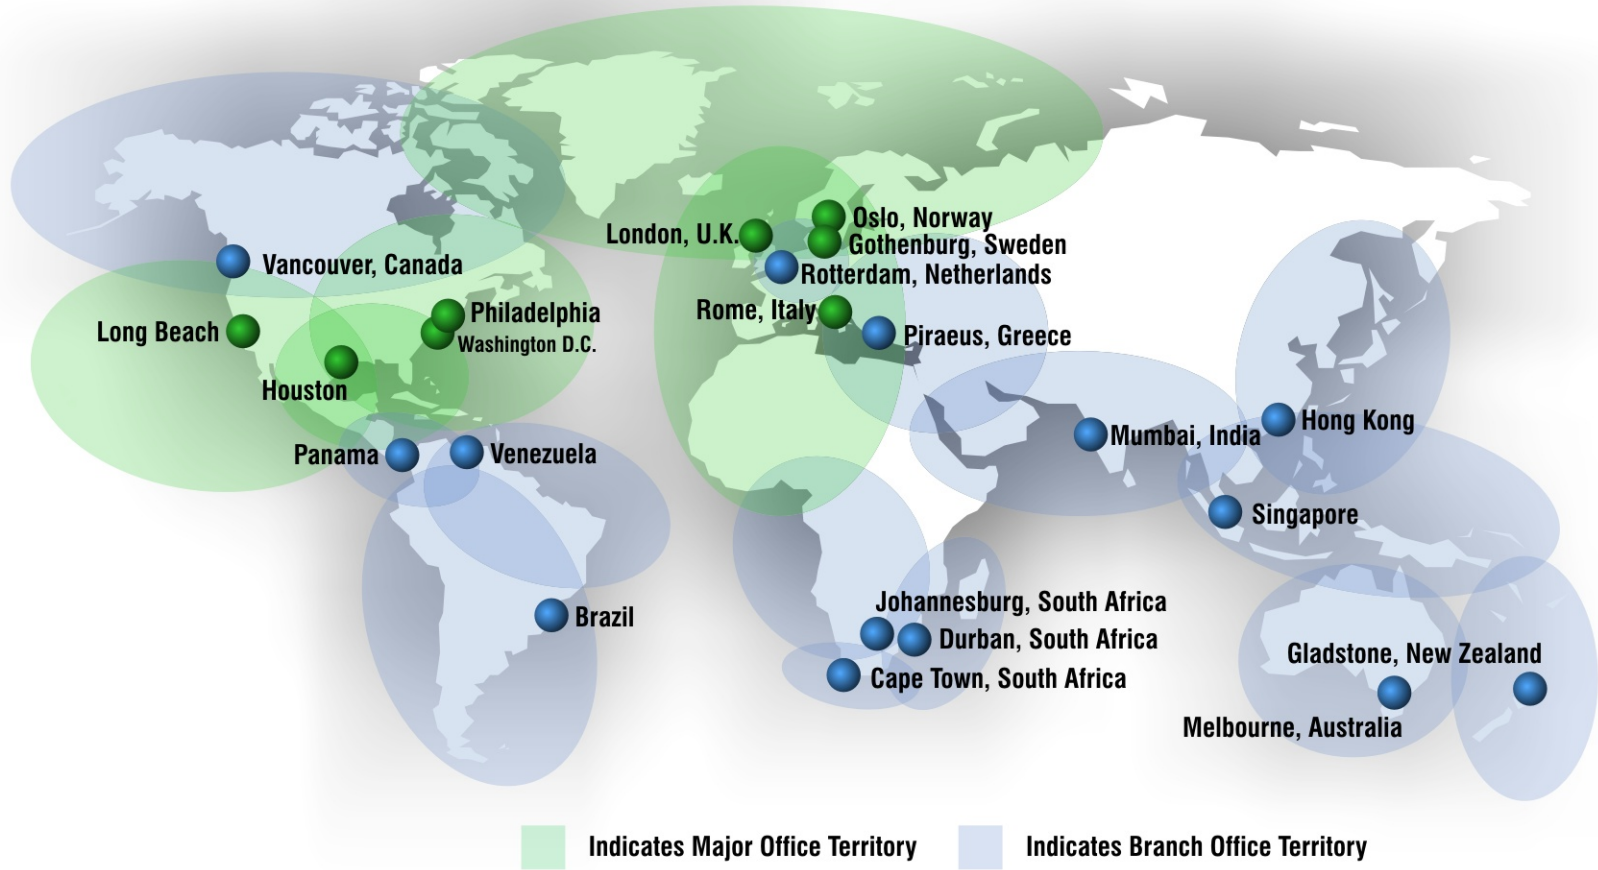 Oslo, Norway
London, U.K.
Gothenburg, Sweden
Vancouver, Canada
Rotterdam, Netherlands
Rome, Italy
Philadelphia
Long Beach
Piraeus, Greece
Washington D.C.
Houston
Hong Kong
Mumbai, India
Panama
Venezuela
Singapore
Johannesburg, South Africa
Brazil
Durban, South Africa
Gladstone, New Zealand
Cape Town, South Africa
Melbourne, Australia
Indicates Major Office Territory
Indicates Branch Office Territory